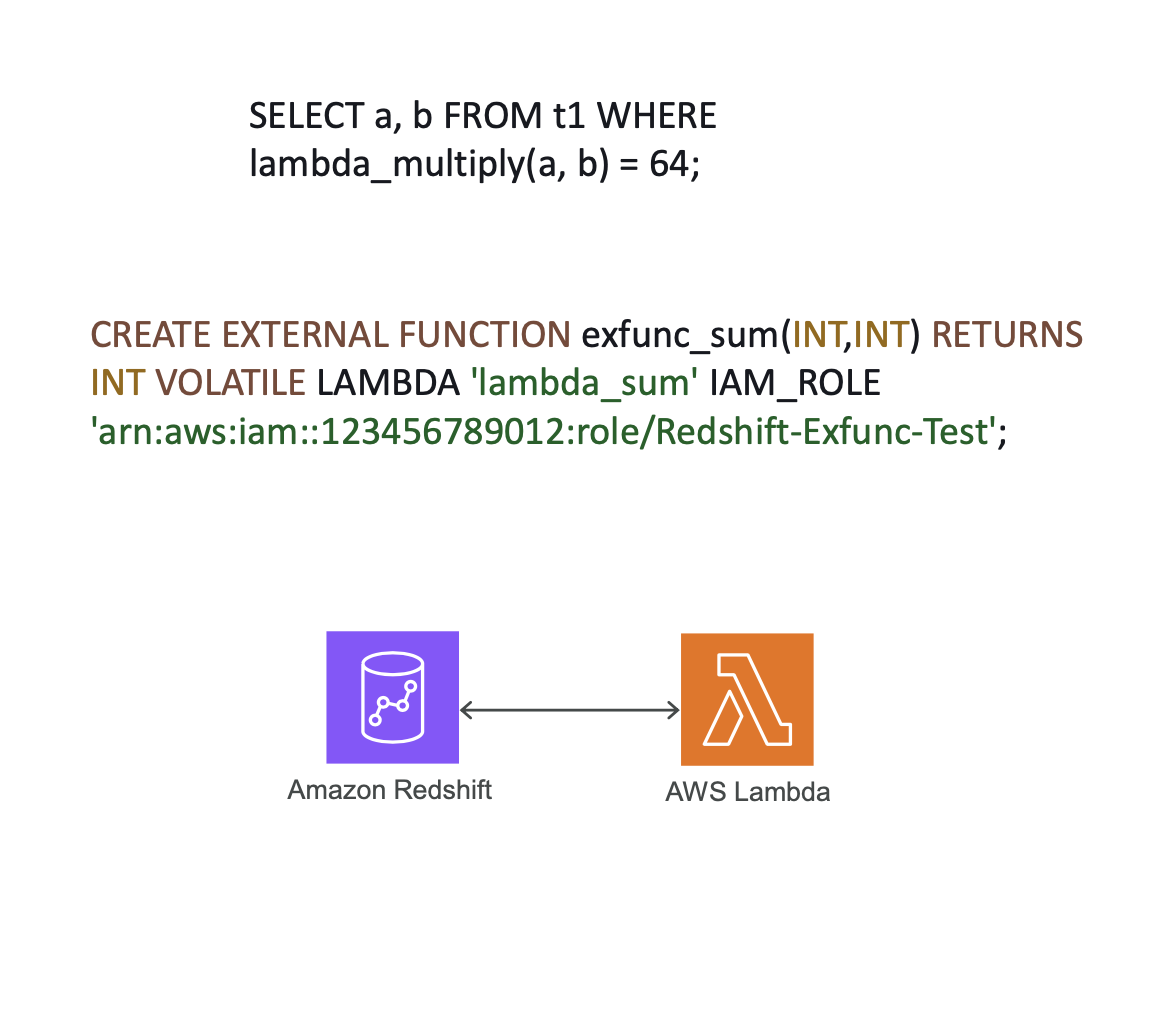 SELECT a, b FROM t1 WHERE
lambda_multiply(a, b) = 64;
CREATE EXTERNAL FUNCTION exfunc_sum(INT,INT) RETURNS
INT VOLATILE LAMBDA 'lambda_sum' IAM_ROLE
'arn:aws:iam::123456789012:role/Redshift-Exfunc-Test';
Amazon Redshift
AWS Lambda